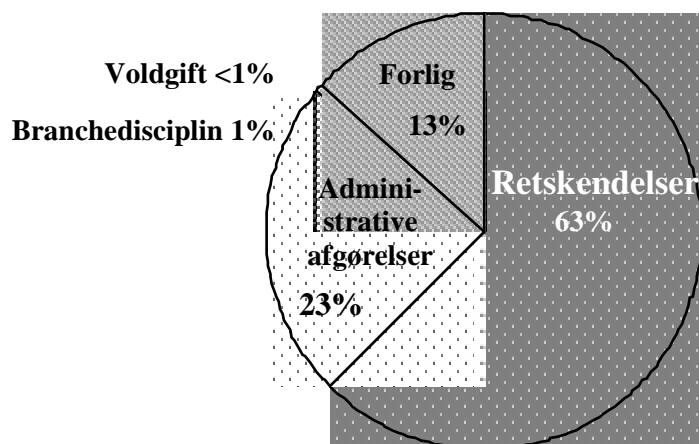 Voldgift <1%
Branchedisciplin 1%
Forlig
13%
Admini-
strative
afgørelser
23%
Retskendelser
63%